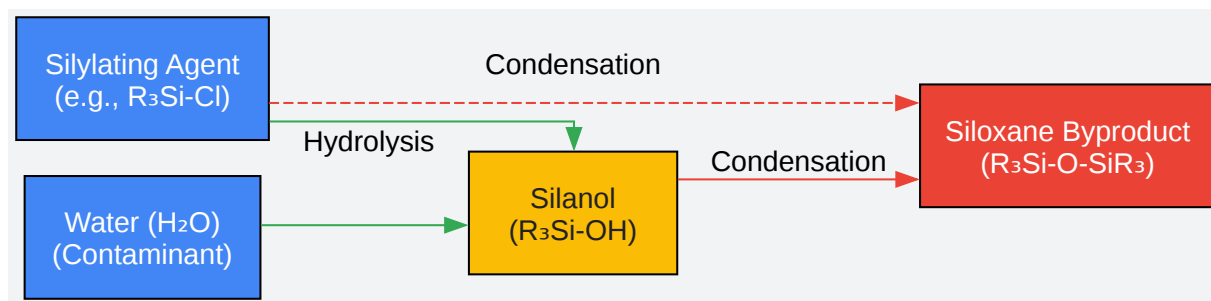 Silylating Agent
(e.g., R₃Si-Cl)
Condensation
Hydrolysis
Siloxane Byproduct
(R₃Si-O-SiR₃)
Condensation
Silanol
(R₃Si-OH)
Water (H₂O)
(Contaminant)